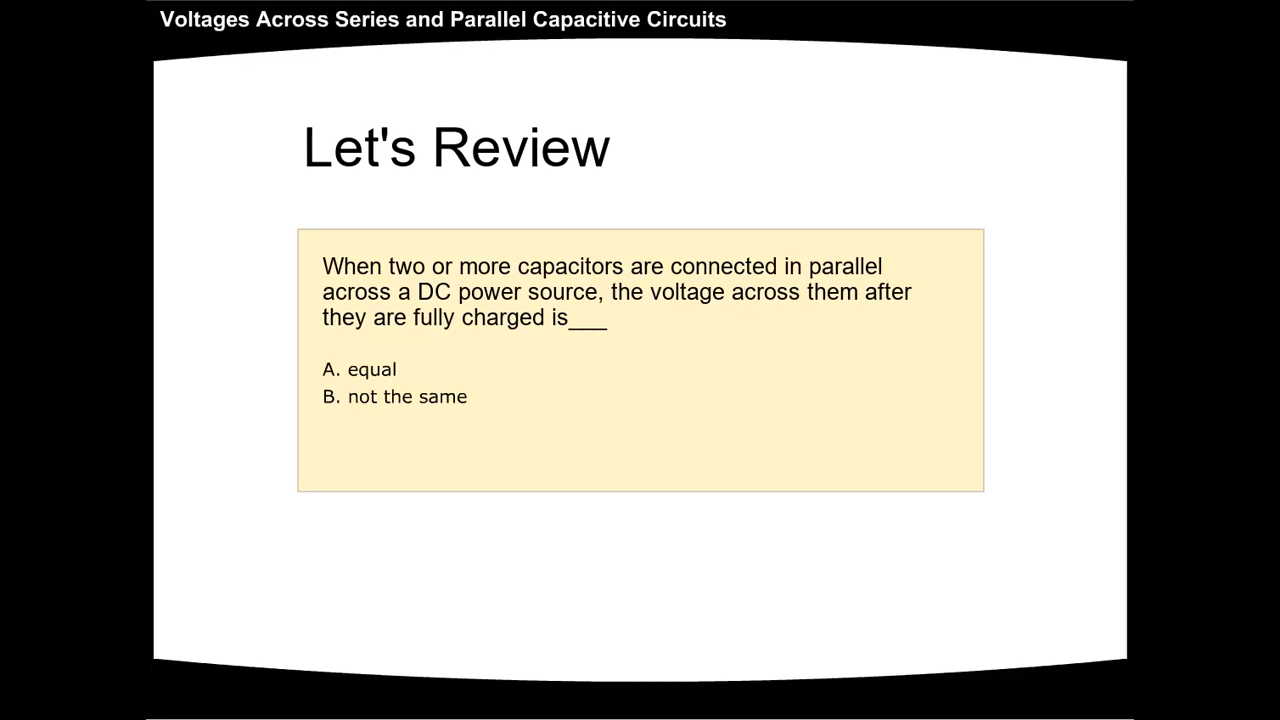 Voltages Across Series and Parallel Capacitive Circuits
Let's Review
When two or more capacitors are connected in parallel
across a DC power source, the voltage across them after
they are fully charged is___
A. equal
B. not the same